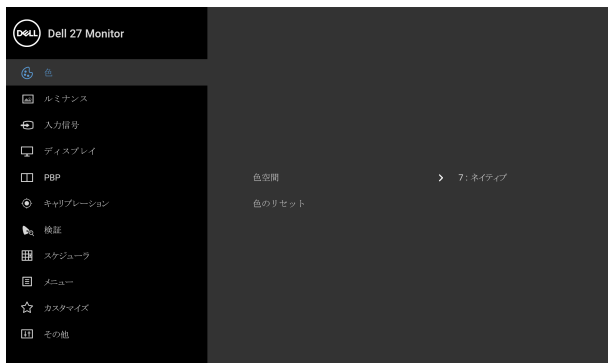 DELL Dell 27 Monitor
色
ルミナンス
入力信号
ディスプレイ
PBP
キャリブレーション
検証
スケジューラ
メニュー
カスタマイズ
その他
色空間 7: ネイティブ
色のリセット